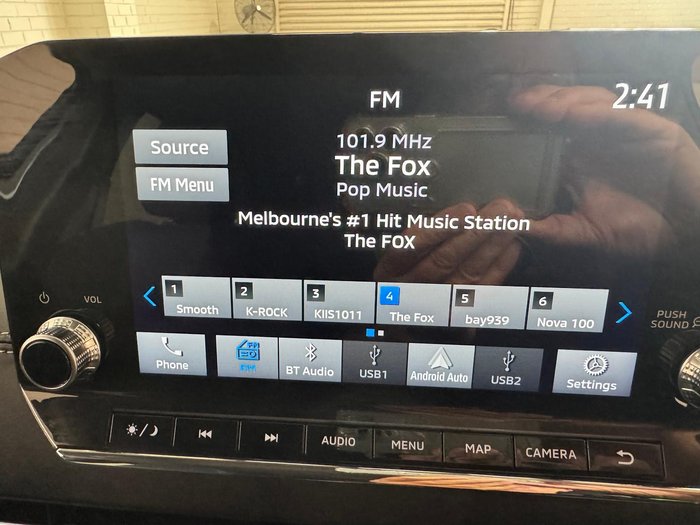 FM
2:41
Source
FM Menu
101.9 MHz
The Fox
Pop Music
Melbourne's #1 Hit Music Station
The FOX
1 Smooth
2 K-ROCK
3 KIIS1011
4 The Fox
5 bay939
6 Nova 100
VOL
PUSH
SOUND
Phone
FM
BT Audio
USB1
Android Auto
USB2
Settings
AUDIO
MENU
MAP
CAMERA